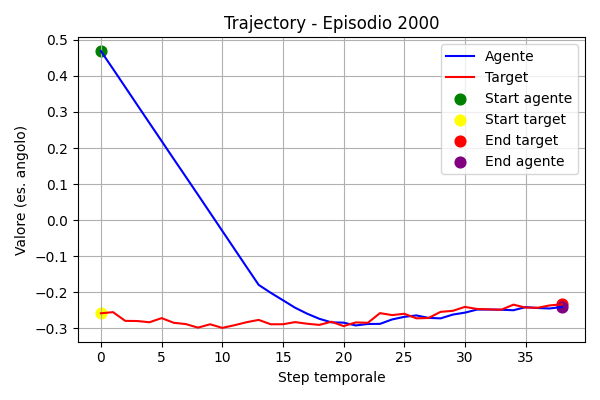 Trajectory - Episodio 2000
Valore (es. angolo)
0.5
0.4
0.3
0.2
0.1
0.0
−0.1
−0.2
−0.3
Agente
Target
Start agente
Start target
End target
End agente
0 5 10 15 20 25 30 35
Step temporale